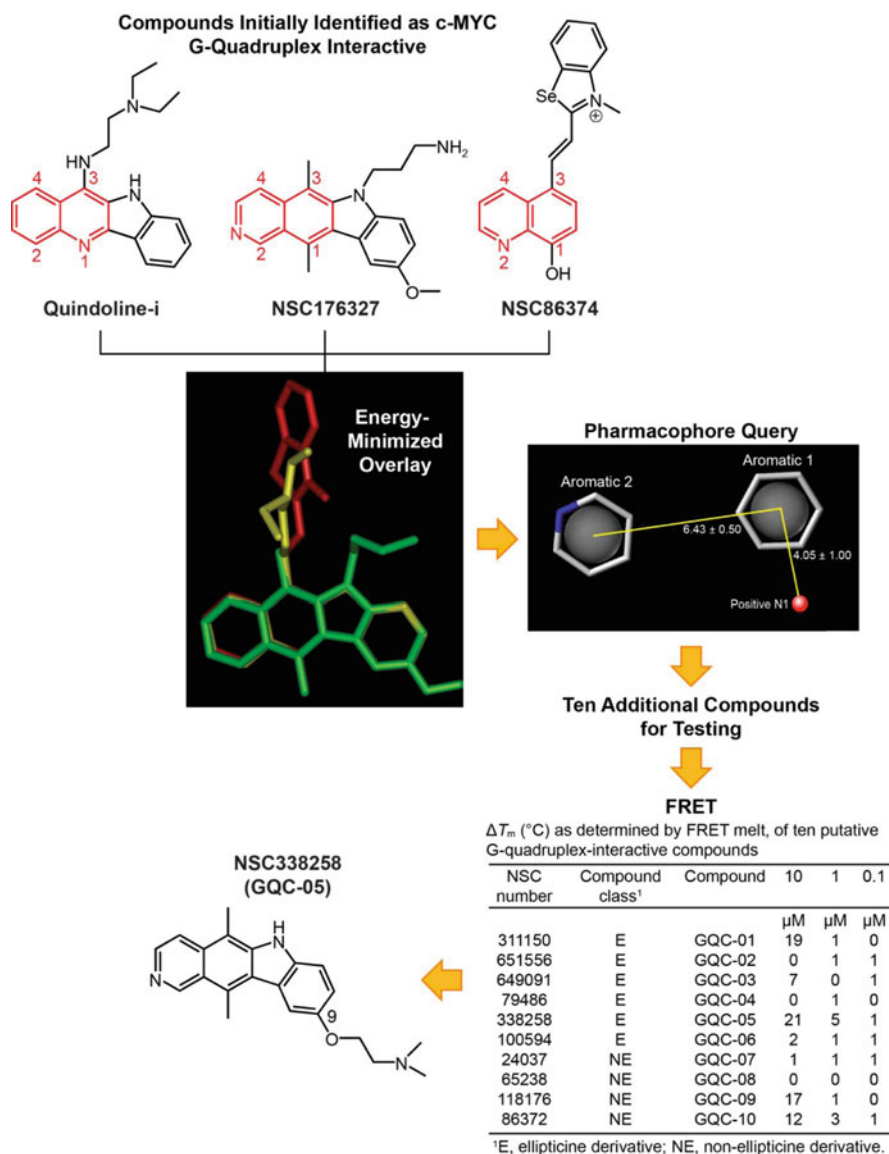 Compounds Initially Identified as c-MYC
G-Quadruplex Interactive
N
HN
3
4
H
N
2
N
1
Quindoline-i
NH2
4
3
N
N
2
1
O
NSC176327
Se
N
⊕
4
3
N
2
1
OH
NSC86374
Energy-
Minimized
Overlay
Pharmacophore Query
Aromatic 2
Aromatic 1
6.43 ± 0.50
4.05 ± 1.00
Positive N1
Ten Additional Compounds
for Testing
FRET
ΔTm (°C) as determined by FRET melt, of ten putative
G-quadruplex-interactive compounds
NSC number Compound class¹ Compound 10 1 0.1
µM µM µM
311150 E GQC-01 19 1 0
651556 E GQC-02 0 1 1
649091 E GQC-03 7 0 1
79486 E GQC-04 0 1 0
338258 E GQC-05 21 5 1
100594 E GQC-06 2 1 1
24037 NE GQC-07 1 1 1
65238 NE GQC-08 0 0 0
118176 NE GQC-09 17 1 0
86372 NE GQC-10 12 3 1
¹E, ellipticine derivative; NE, non-ellipticine derivative.
NSC338258
(GQC-05)
H
N
N
9
O
N